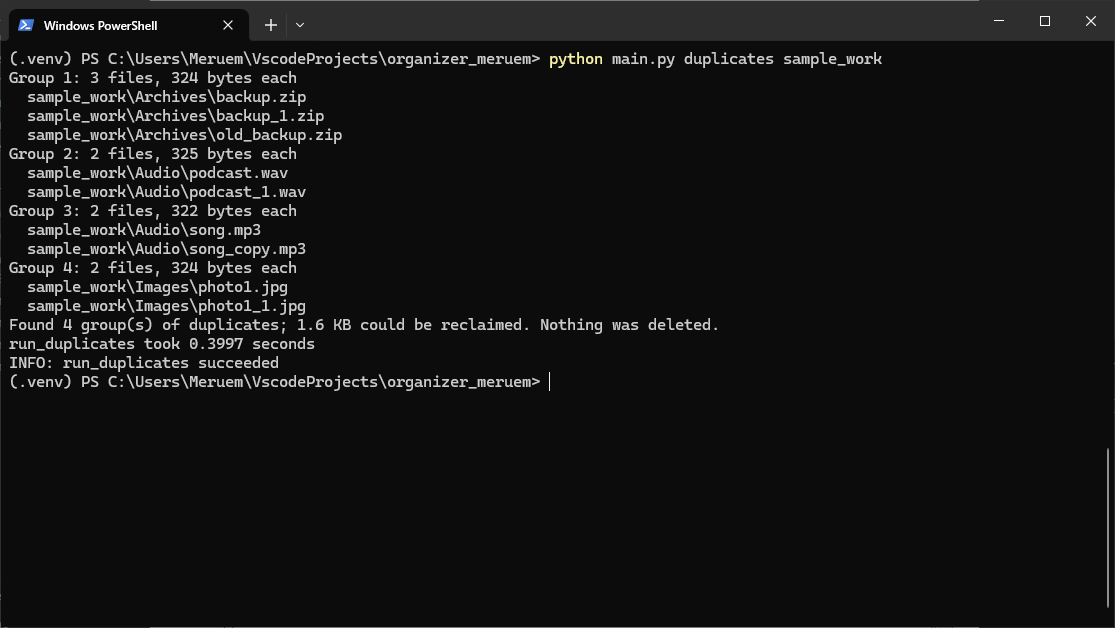 Windows PowerShell
(.venv) PS C:\Users\Meruem\VscodeProjects\organizer_meruem> python main.py duplicates sample_work
Group 1: 3 files, 324 bytes each
  sample_work\Archives\backup.zip
  sample_work\Archives\backup_1.zip
  sample_work\Archives\old_backup.zip
Group 2: 2 files, 325 bytes each
  sample_work\Audio\podcast.wav
  sample_work\Audio\podcast_1.wav
Group 3: 2 files, 322 bytes each
  sample_work\Audio\song.mp3
  sample_work\Audio\song_copy.mp3
Group 4: 2 files, 324 bytes each
  sample_work\Images\photo1.jpg
  sample_work\Images\photo1_1.jpg
Found 4 group(s) of duplicates; 1.6 KB could be reclaimed. Nothing was deleted.
run_duplicates took 0.3997 seconds
INFO: run_duplicates succeeded
(.venv) PS C:\Users\Meruem\VscodeProjects\organizer_meruem>